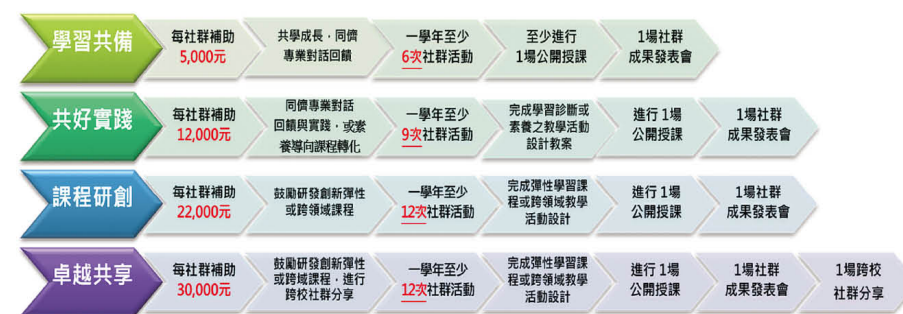 學習共備
每社群補助
5,000元
共學成長，同儕
專業對話回饋
一學年至少
6次社群活動
至少進行
1場公開授課
1場社群
成果發表會
共好實踐
每社群補助
12,000元
同儕專業對話
回饋與實踐，或素
養導向課程轉化
一學年至少
9次社群活動
完成學習診斷或
素養之教學活動
設計教案
進行1場
公開授課
1場社群
成果發表會
課程研創
每社群補助
22,000元
鼓勵研發創新彈性
或跨領域課程
一學年至少
12次社群活動
完成彈性學習課
程或跨領域教學
活動設計
進行1場
公開授課
1場社群
成果發表會
卓越共享
每社群補助
30,000元
鼓勵研發創新彈性
或跨域課程，進行
跨校社群分享
一學年至少
12次社群活動
完成彈性學習課
程或跨領域教學
活動設計
進行1場
公開授課
1場社群
成果發表會
1場跨校
社群分享